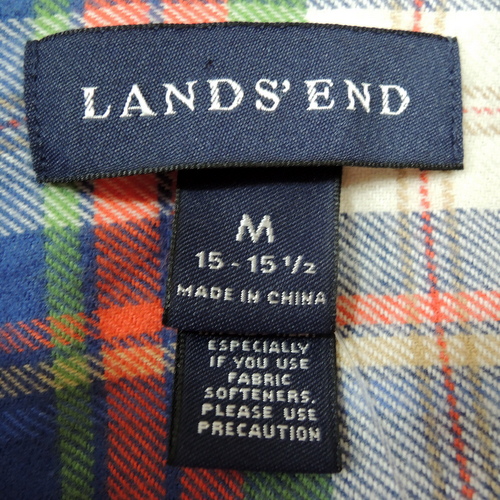 LANDS' END
M
15 - 15 1/2
MADE IN CHINA
ESPECIALLY
IF YOU USE
FABRIC
SOFTENERS.
PLEASE USE
PRECAUTION